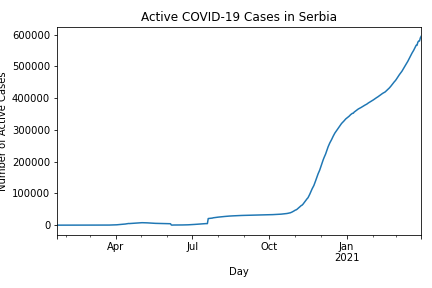 Active COVID-19 Cases in Serbia
600000
500000
400000
300000
200000
100000
0
Number of Active Cases
Apr
Jul
Oct
Jan
2021
Day